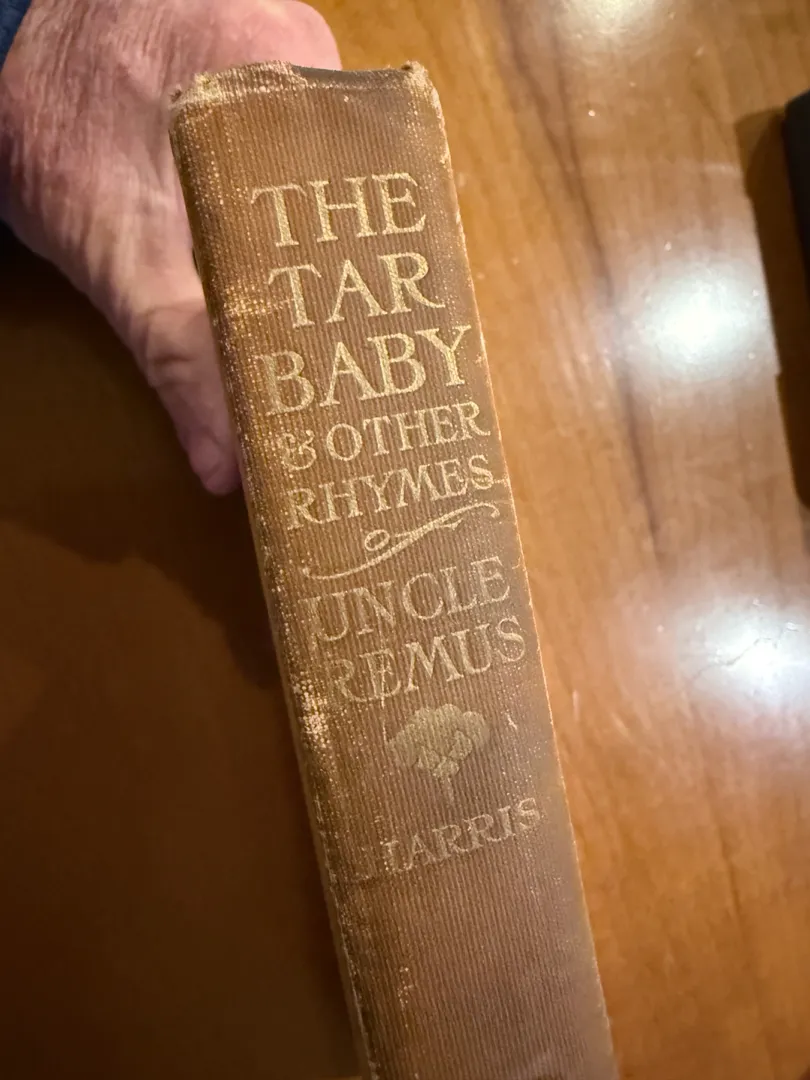 THE
TAR
BABY
& OTHER
RHYMES
UNCLE
REMUS
HARRIS